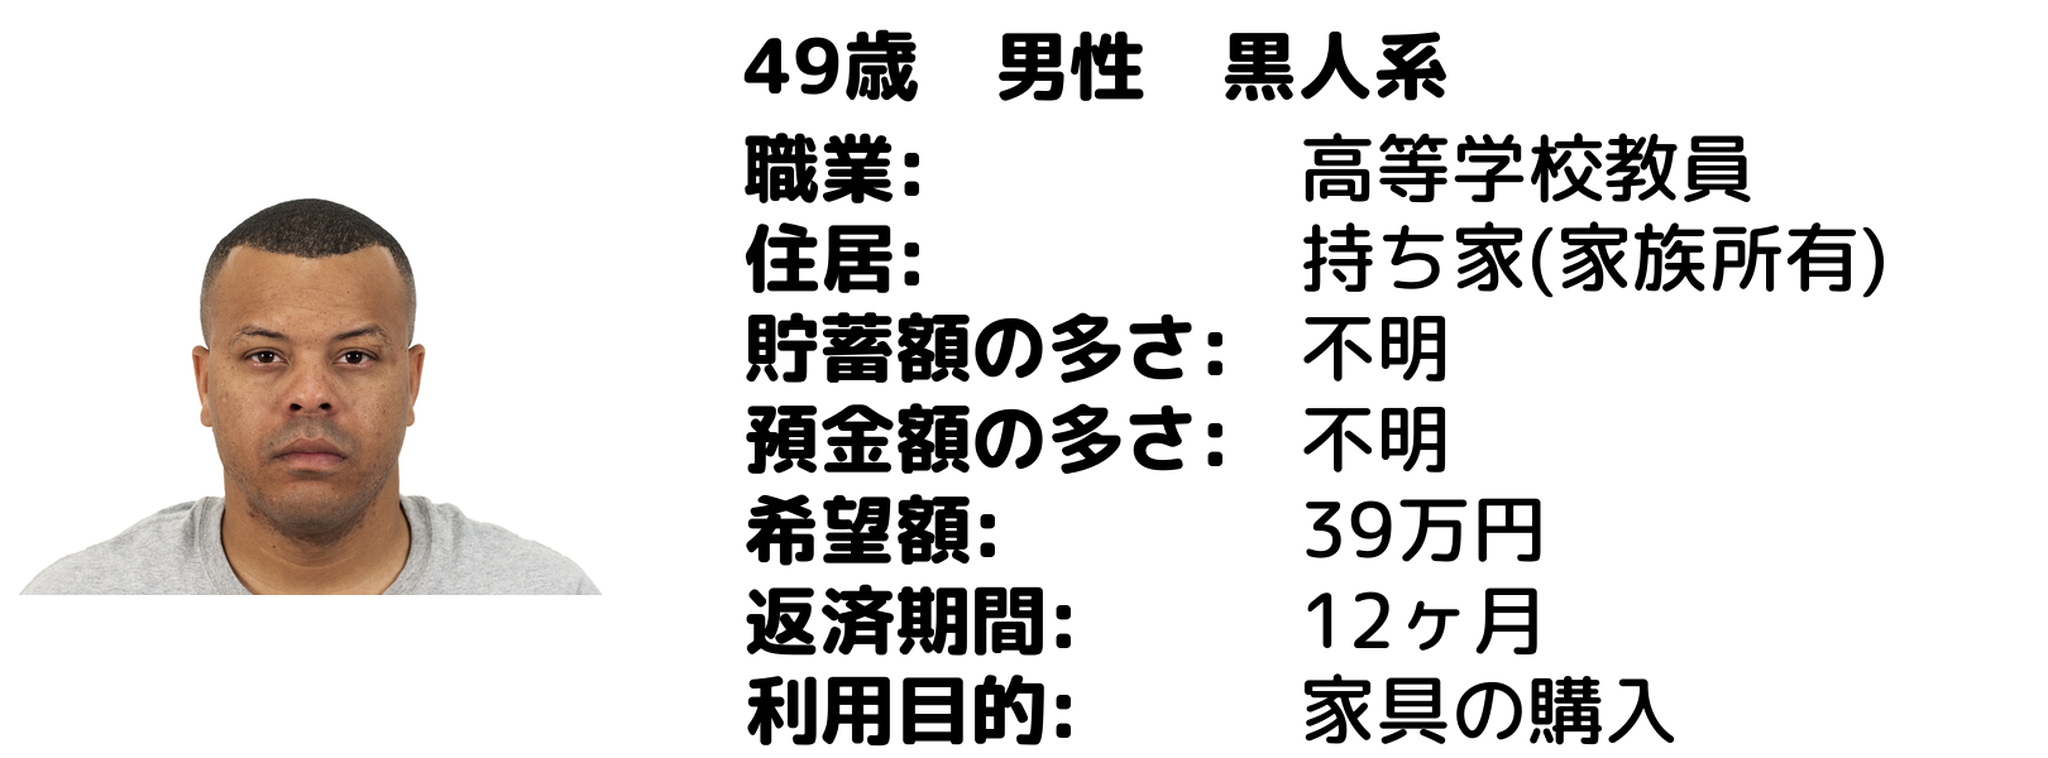 49歳　男性　黒人系
職業: 高等学校教員
住居: 持ち家(家族所有)
貯蓄額の多さ: 不明
預金額の多さ: 不明
希望額: 39万円
返済期間: 12ヶ月
利用目的: 家具の購入